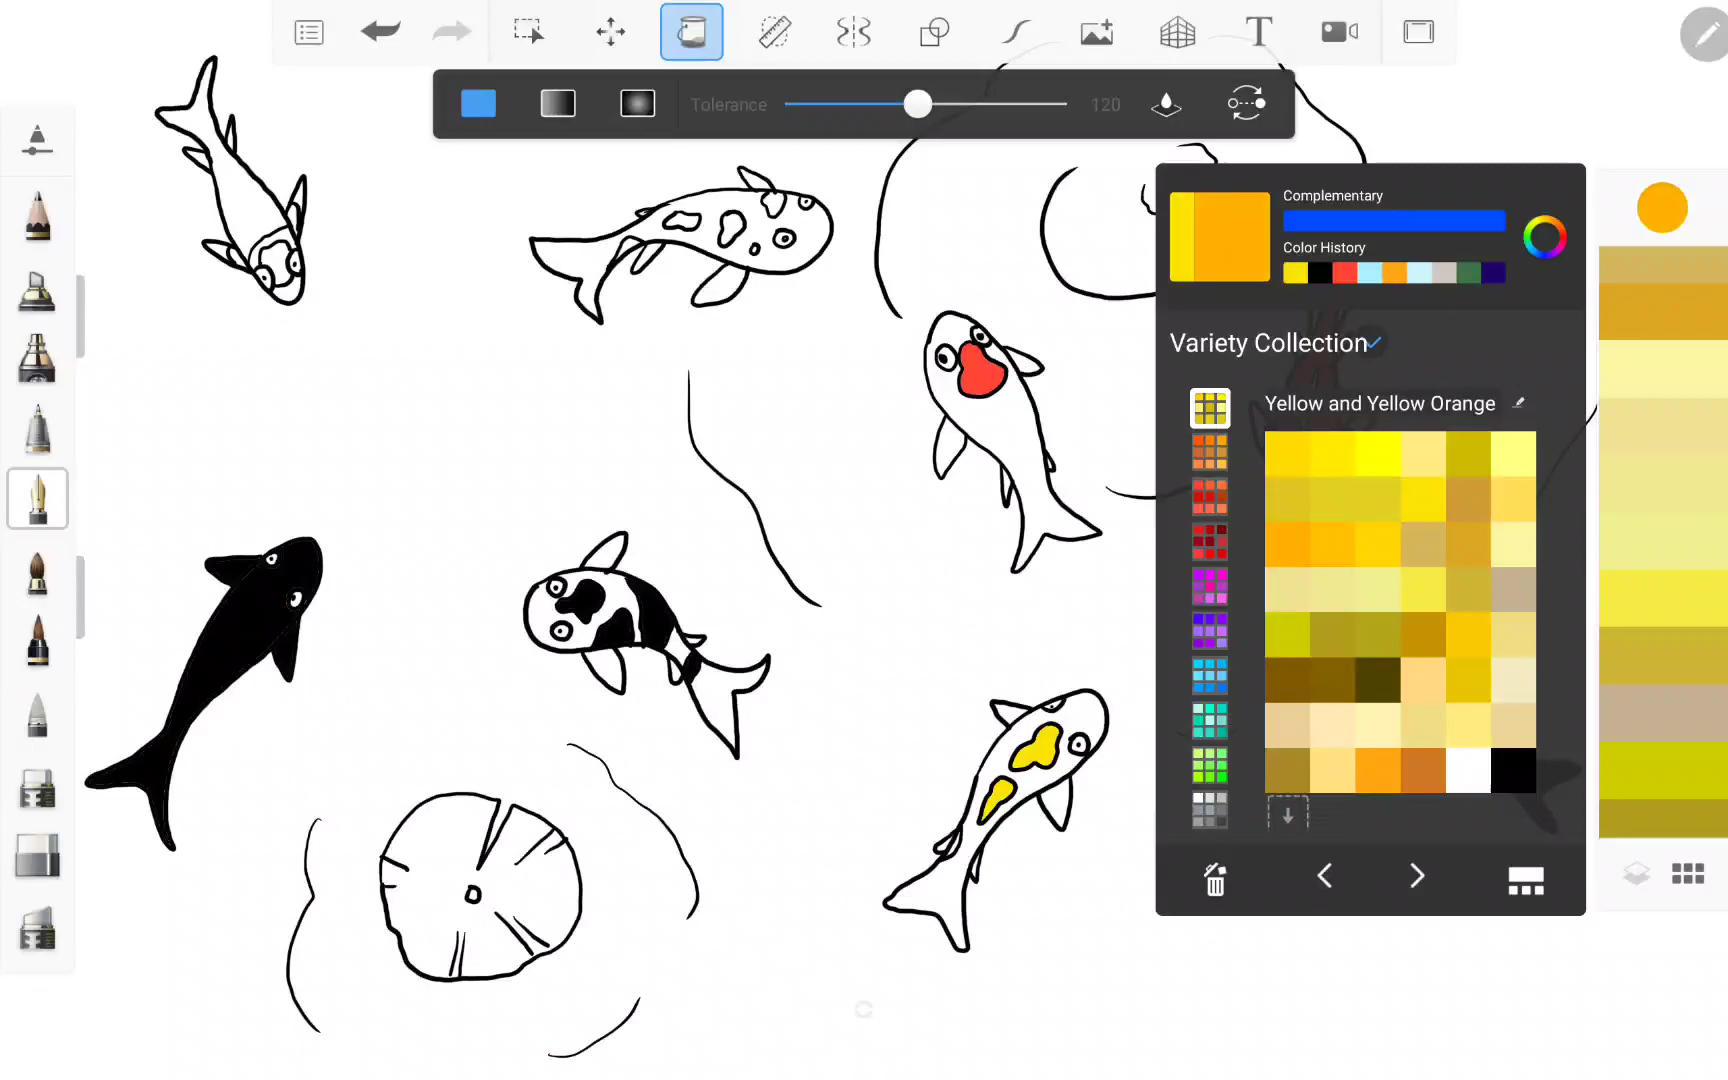 T
Tolerance 120
Complementary
Color History
Variety Collection
Yellow and Yellow Orange